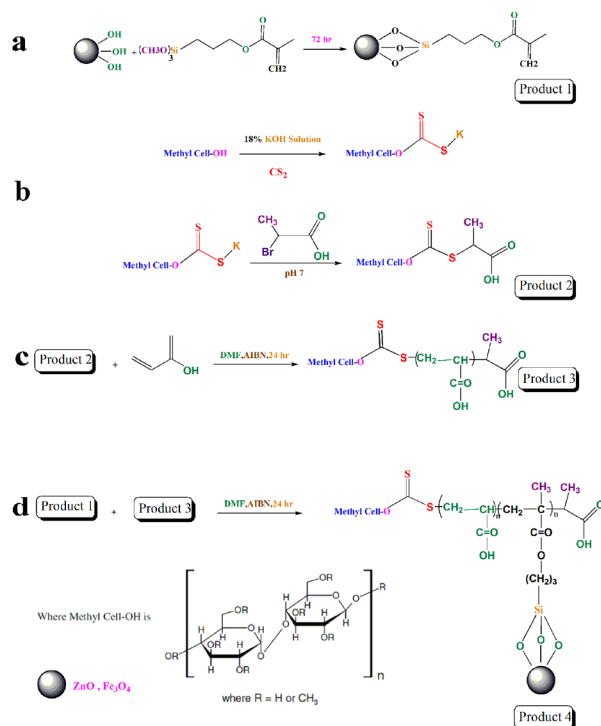 a
OH
OH
OH
+
(CH3O)
3
Si
O
O
CH2
72 hr
O
O
O
Si
O
O
CH2
Product 1
Methyl Cell-OH
18% KOH Solution
CS2
Methyl Cell-O
S
S
K
b
Methyl Cell-O
S
S
K
CH3
Br
O
OH
pH 7
Methyl Cell-O
S
S
CH3
O
OH
Product 2
c
Product 2
+
OH
DMF,AIBN,24 hr
Methyl Cell-O
S
S
CH2
C=O
OH
CH3
O
OH
Product 3
d
Product 1
+
Product 3
DMF,AIBN,24 hr
Methyl Cell-O
S
S
CH2
C=O
OH
n
CH2
CH3
C=O
O
(CH2)3
Si
O
O
O
n
CH3
O
OH
Product 4
Where Methyl Cell-OH is
RO
OR
OR
OR
H
H
H
H
H
O
O
OR
OR
OR
H
H
H
H
H
O
O
R
n
where R = H or CH3
ZnO , Fe3O4